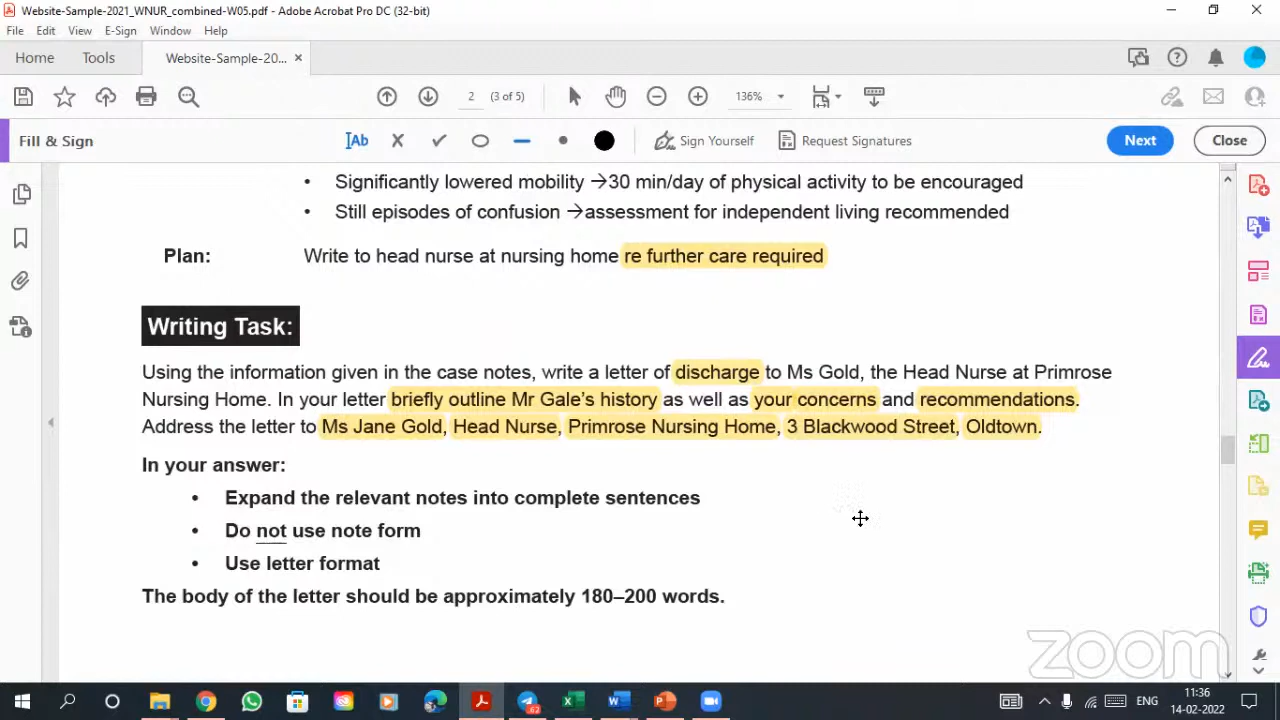 Website-Sample-2021_WNUR_combined-W05.pdf - Adobe Acrobat Pro DC (32-bit)
File Edit View E-Sign Window Help
Home Tools Website-Sample-20... ×
2 (3 of 5) 136%
Fill & Sign Ab Sign Yourself Request Signatures Next Close
• Significantly lowered mobility →30 min/day of physical activity to be encouraged
• Still episodes of confusion →assessment for independent living recommended
Plan: Write to head nurse at nursing home re further care required
Writing Task:
Using the information given in the case notes, write a letter of discharge to Ms Gold, the Head Nurse at Primrose
Nursing Home. In your letter briefly outline Mr Gale's history as well as your concerns and recommendations.
Address the letter to Ms Jane Gold, Head Nurse, Primrose Nursing Home, 3 Blackwood Street, Oldtown.
In your answer:
• Expand the relevant notes into complete sentences
• Do not use note form
• Use letter format
The body of the letter should be approximately 180–200 words.
zoom
ENG 11:36
14-02-2022